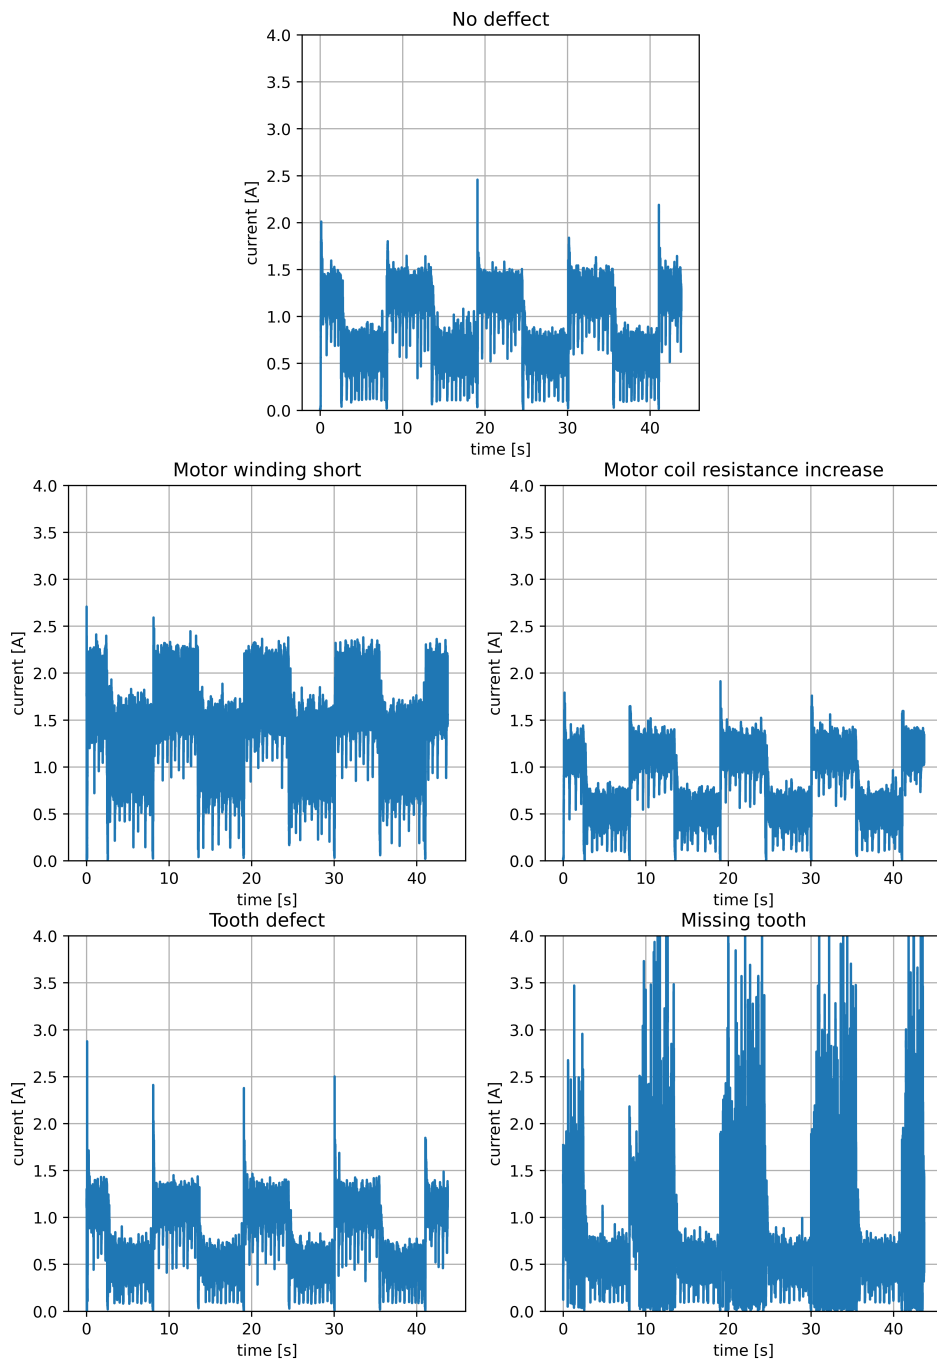 No deffect
4.0
3.5
3.0
2.5
2.0
1.5
1.0
0.5
0.0
current [A]
0 10 20 30 40
time [s]
Motor winding short
4.0
3.5
3.0
2.5
2.0
1.5
1.0
0.5
0.0
current [A]
0 10 20 30 40
time [s]
Motor coil resistance increase
4.0
3.5
3.0
2.5
2.0
1.5
1.0
0.5
0.0
current [A]
0 10 20 30 40
time [s]
Tooth defect
4.0
3.5
3.0
2.5
2.0
1.5
1.0
0.5
0.0
current [A]
0 10 20 30 40
time [s]
Missing tooth
4.0
3.5
3.0
2.5
2.0
1.5
1.0
0.5
0.0
current [A]
0 10 20 30 40
time [s]